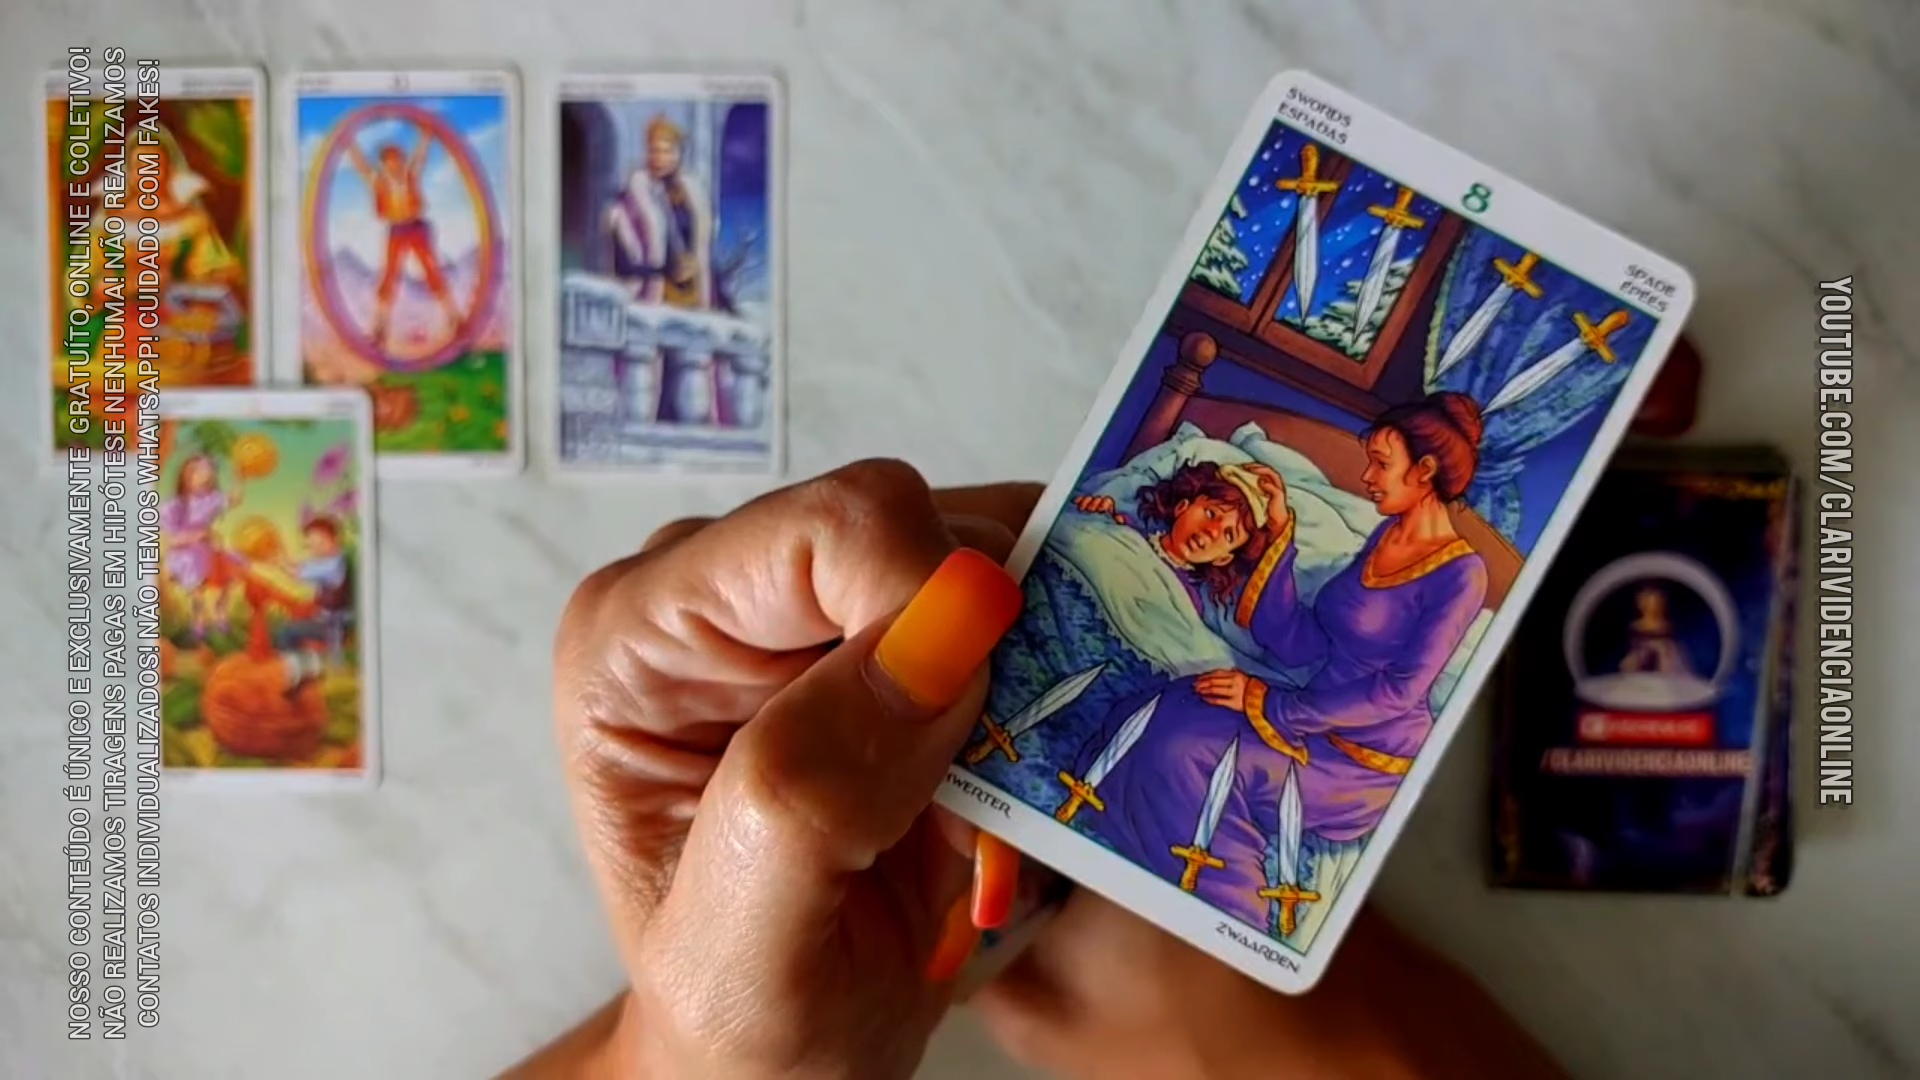 NOSSO CONTEÚDO É ÚNICO E EXCLUSIVAMENTE GRATUÍTO, ONLINE E COLETIVO!
NÃO REALIZAMOS TIRAGENS PAGAS EM HIPÓTESE NENHUMA! NÃO REALIZAMOS
CONTATOS INDIVIDUALIZADOS! NÃO TEMOS WHATSAPP! CUIDADO COM FAKES!
SWORDS
ESPADAS
8
SPADE
ÉPÉES
ZWAARDEN
/CLARIVIDENCIAONLINE
YOUTUBE.COM/CLARIVIDENCIAONLINE